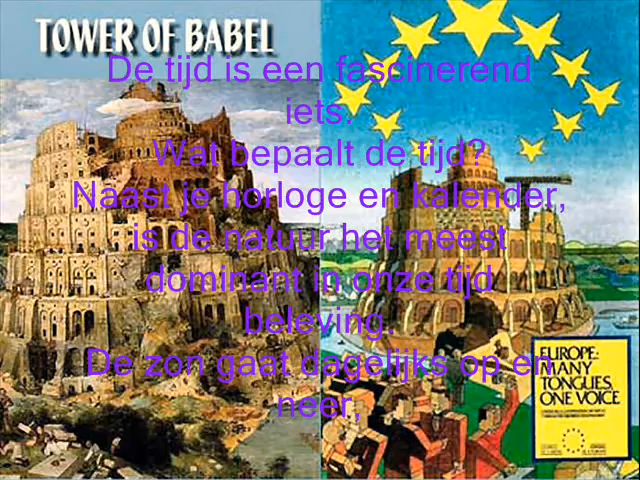 TOWER OF BABEL
De tijd is een fascinerend
iets.
Wat bepaalt de tijd?
Naast je horloge en kalender,
is de natuur het meest
dominant in onze tijd
beleving.
De zon gaat dagelijks op en
neer,
EUROPE:
MANY
TONGUES,
ONE VOICE